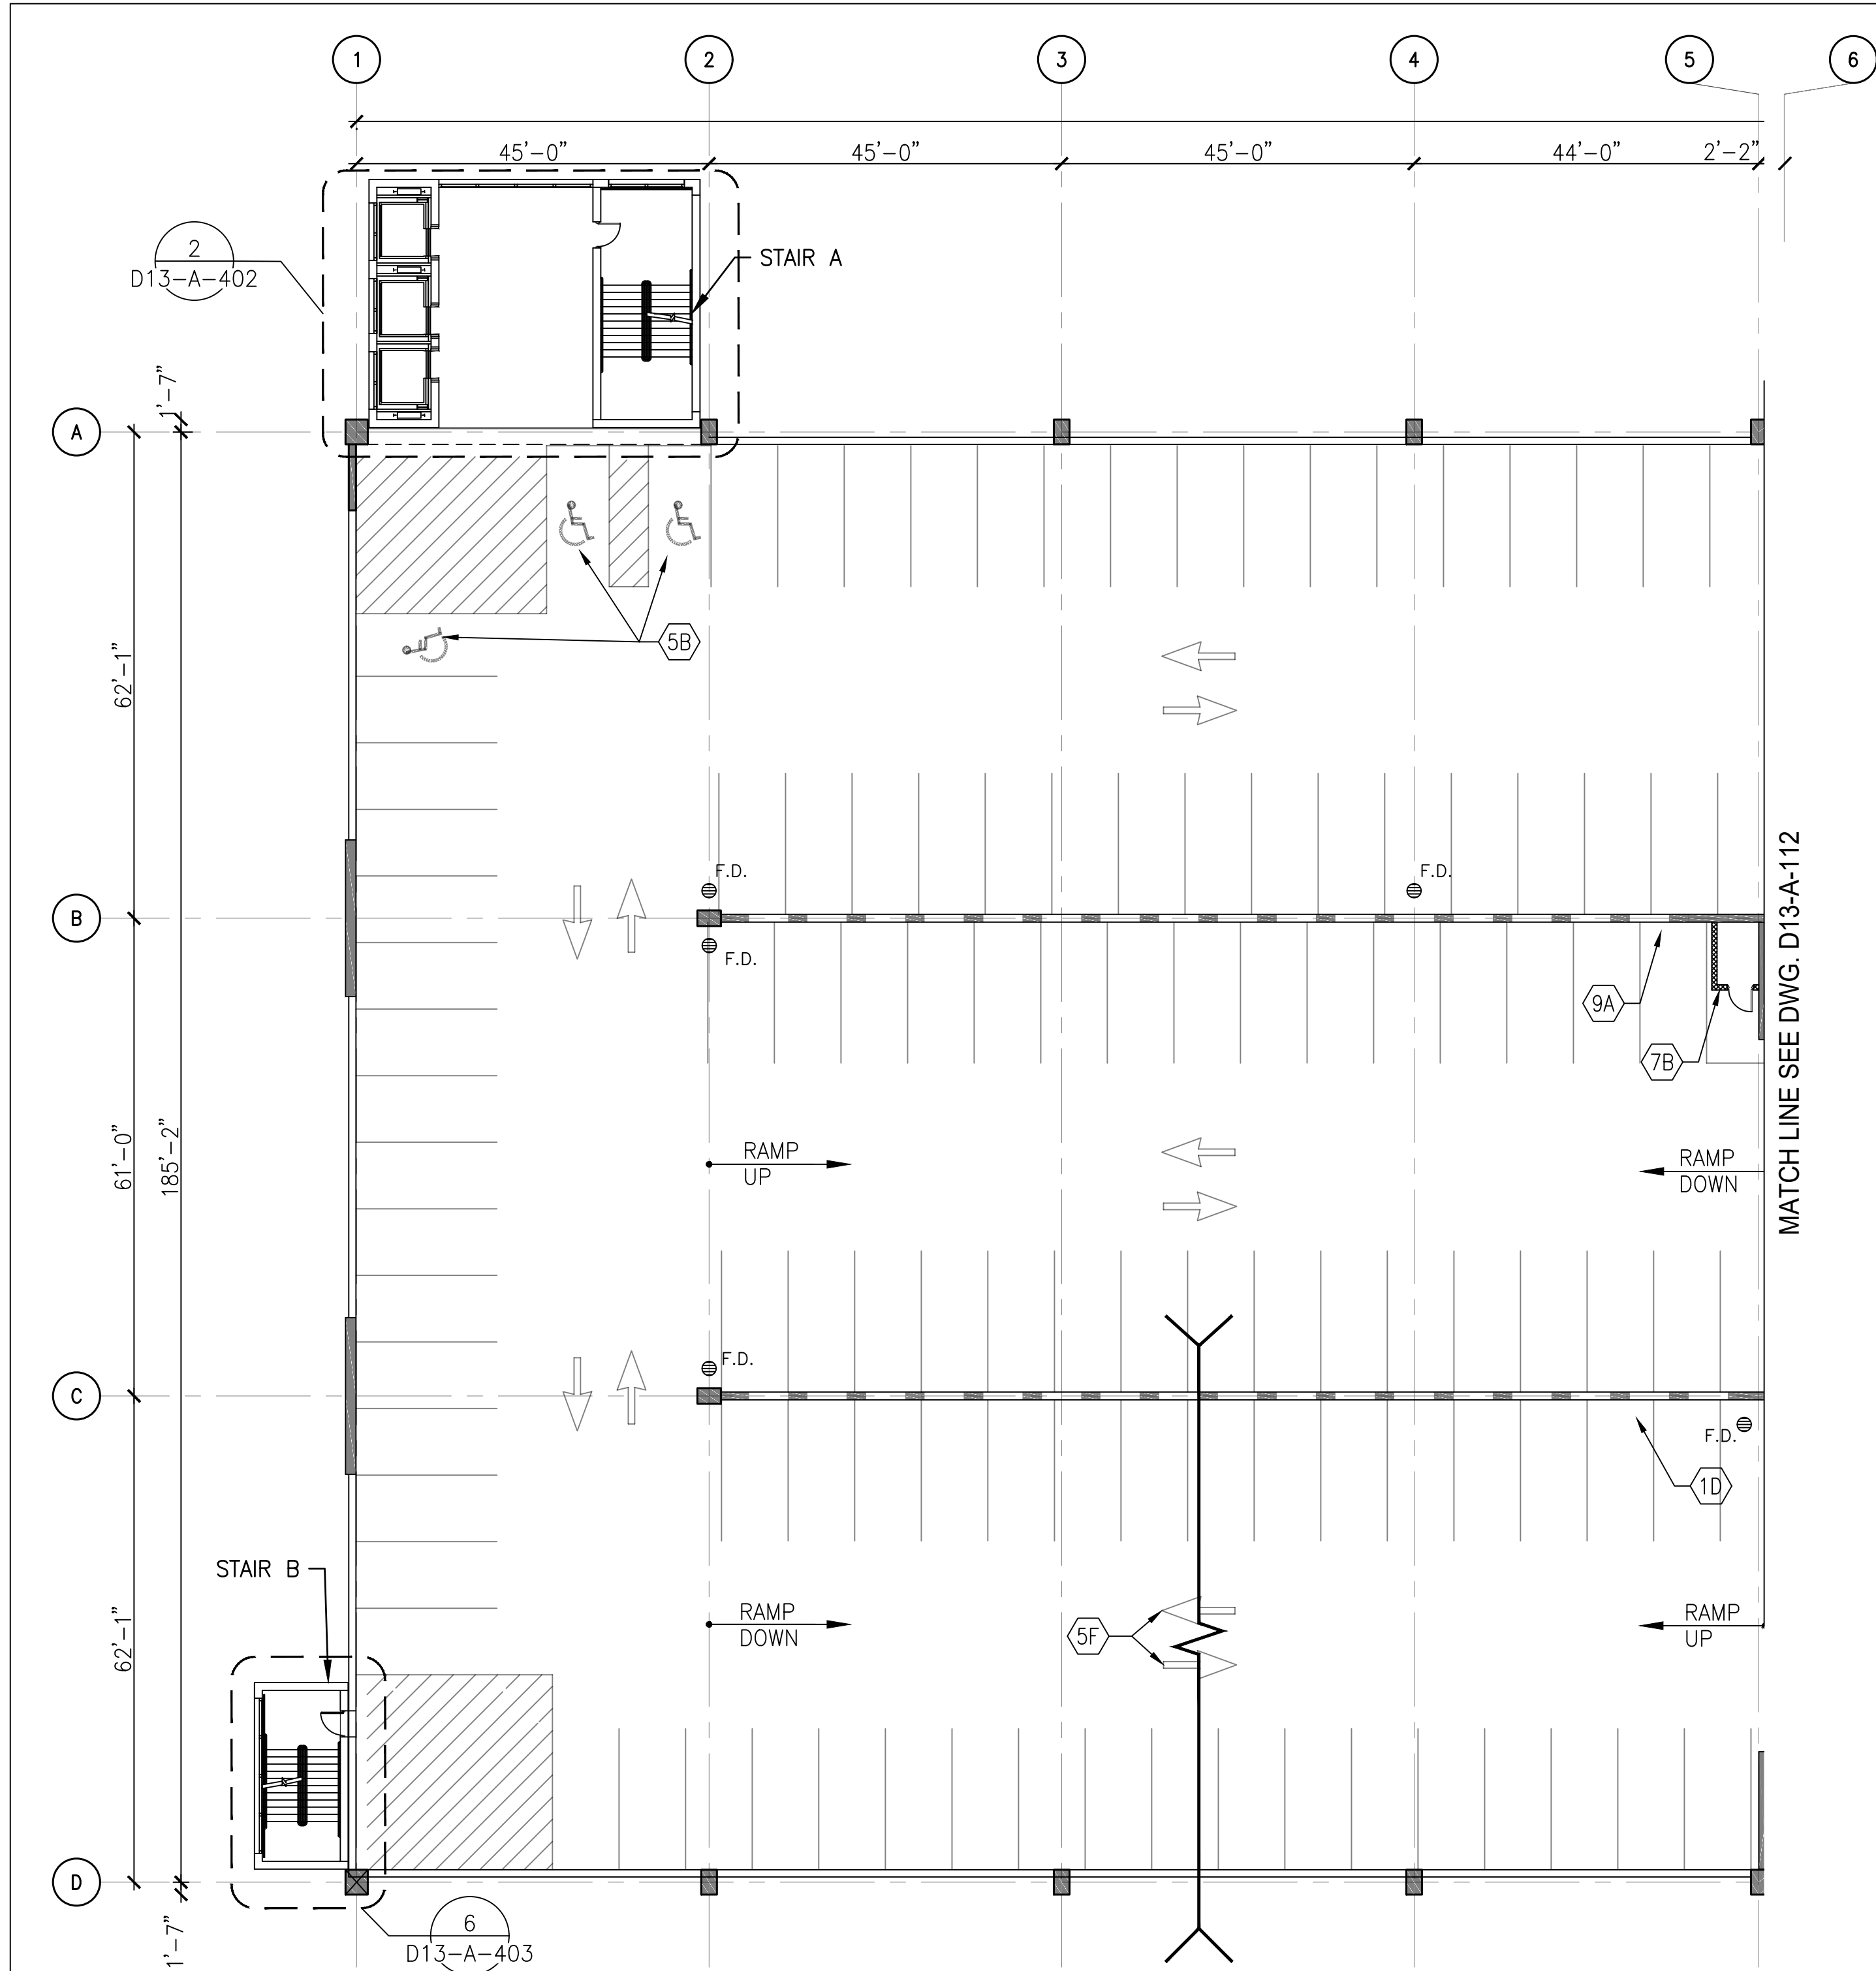 1
2
3
4
5
6
45'-0"
45'-0"
45'-0"
44'-0"
2'-2"
2
D13-A-402
STAIR A
1'-7"
A
62'-1"
5B
F.D.
F.D.
B
F.D.
9A
7B
MATCH LINE SEE DWG. D13-A-112
61'-0"
185'-2"
RAMP
UP
RAMP
DOWN
F.D.
C
F.D.
1D
STAIR B
62'-1"
RAMP
DOWN
5F
RAMP
UP
D
1'-7"
6
D13-A-403